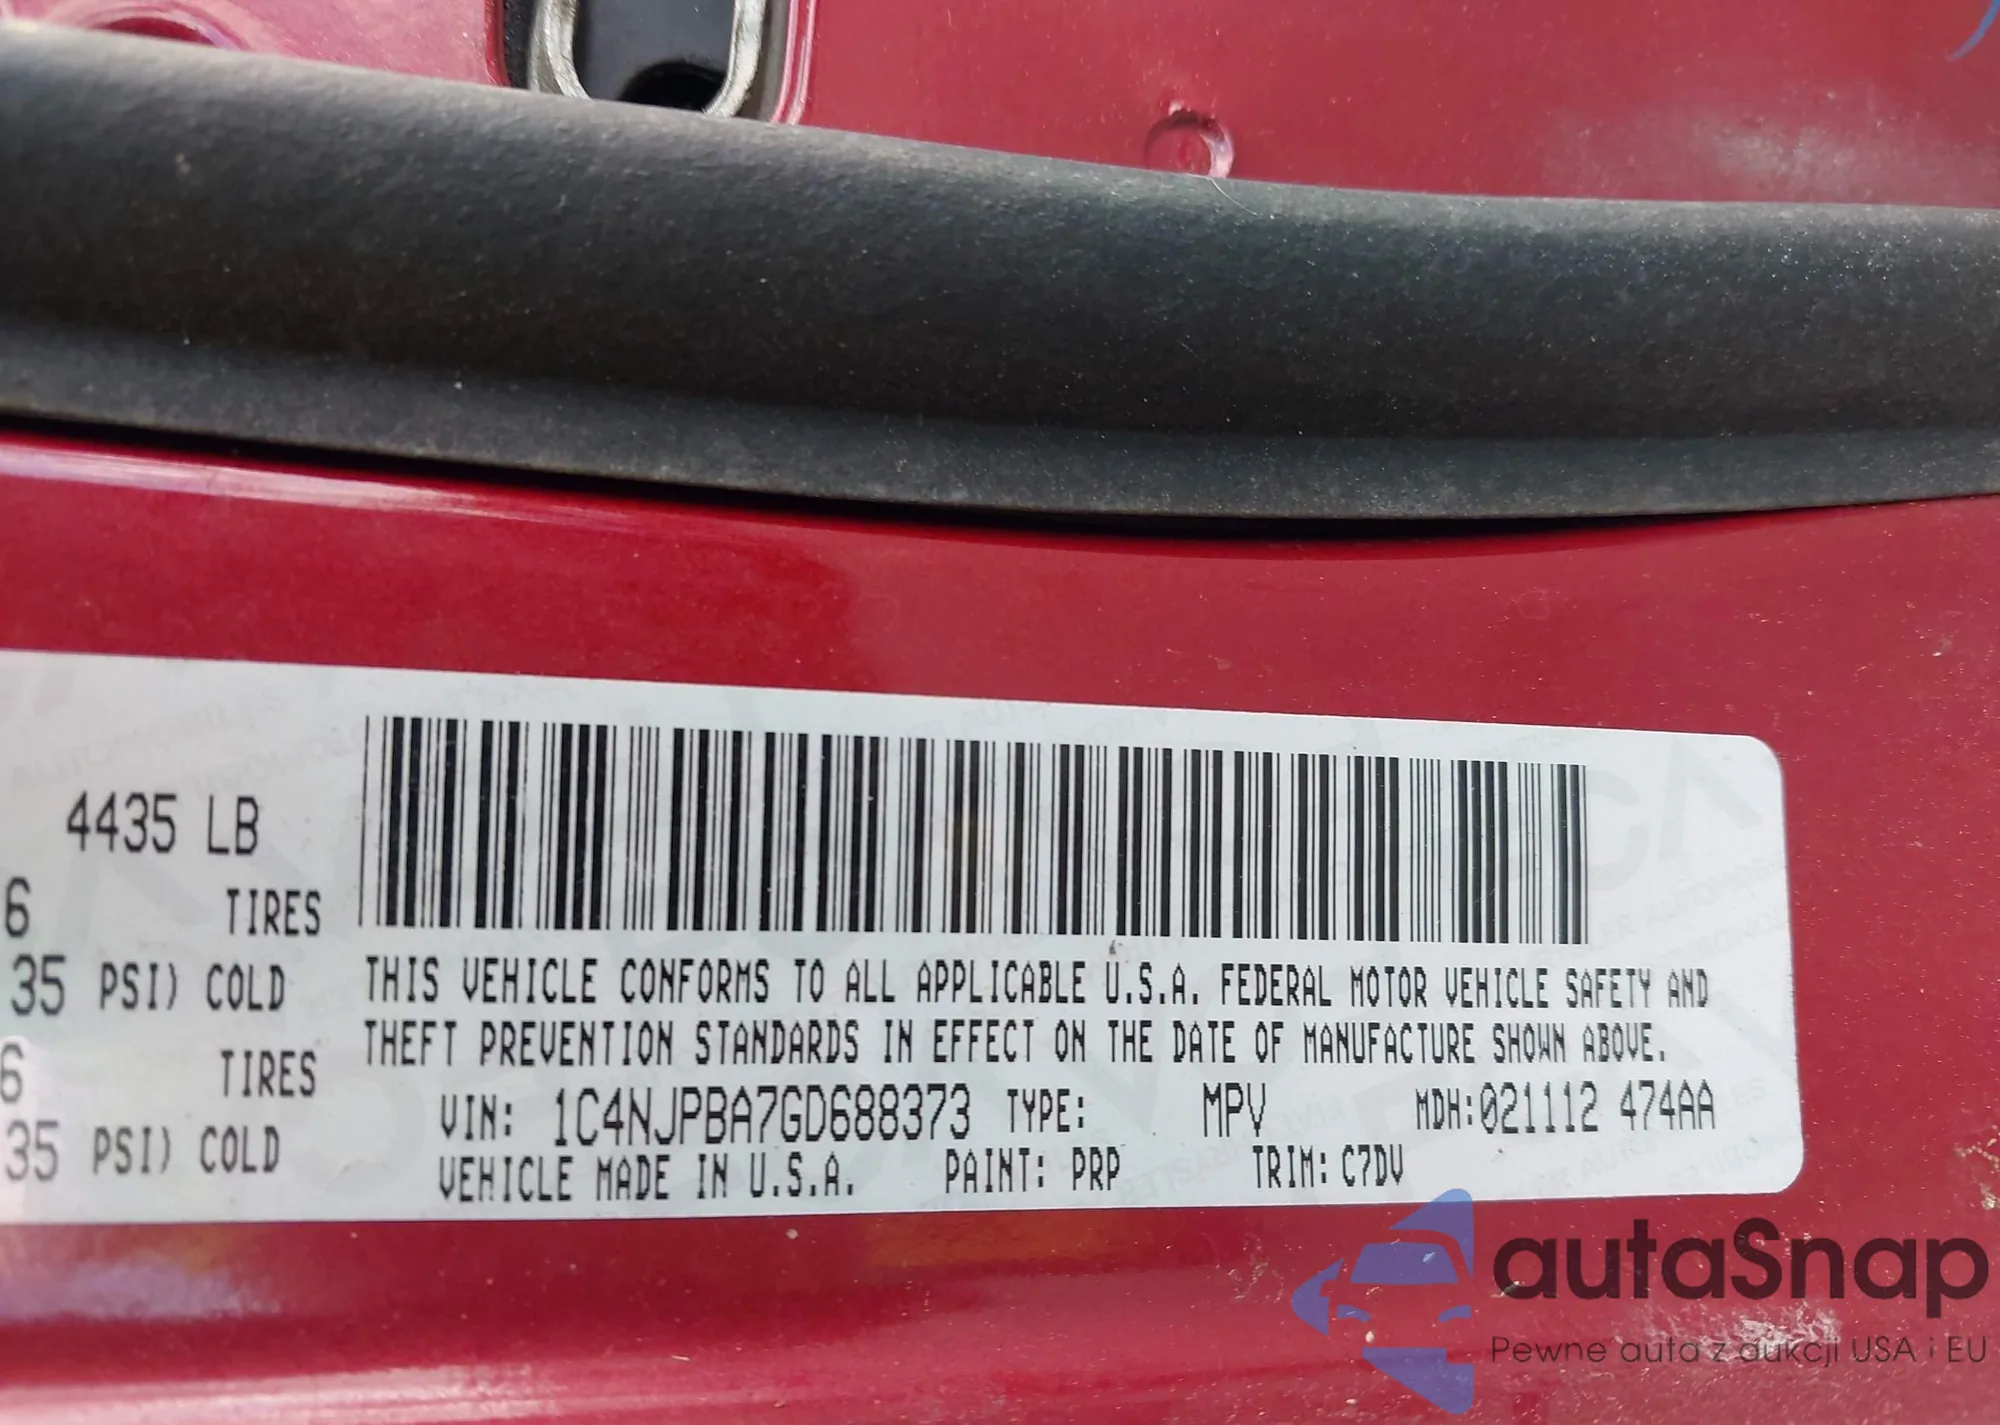 4435 LB
6 TIRES
35 PSI) COLD
6 TIRES
35 PSI) COLD
THIS VEHICLE CONFORMS TO ALL APPLICABLE U.S.A. FEDERAL MOTOR VEHICLE SAFETY AND
THEFT PREVENTION STANDARDS IN EFFECT ON THE DATE OF MANUFACTURE SHOWN ABOVE.
VIN: 1C4NJPBA7GD688373 TYPE: MPV MDH:021112 474AA
VEHICLE MADE IN U.S.A. PAINT: PRP TRIM: C7DV
autaSnap
Pewne auta z aukcji USA i EU